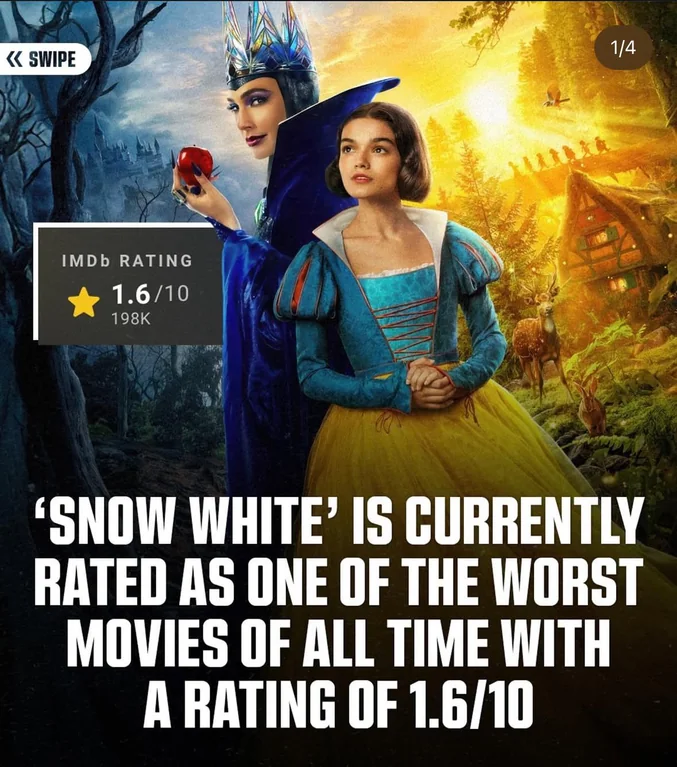 SWIPE
1/4
IMDb RATING
1.6/10
198K
‘SNOW WHITE’ IS CURRENTLY
RATED AS ONE OF THE WORST
MOVIES OF ALL TIME WITH
A RATING OF 1.6/10